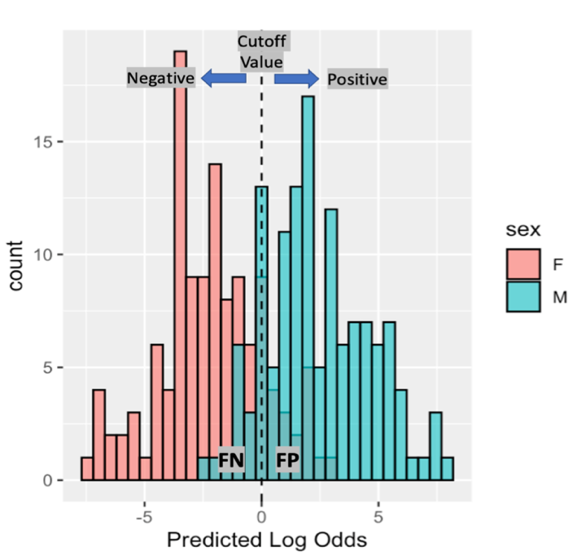 Cutoff
Value
Negative
Positive
15
10
5
0
count
FN
FP
-5
0
5
Predicted Log Odds
sex
F
M